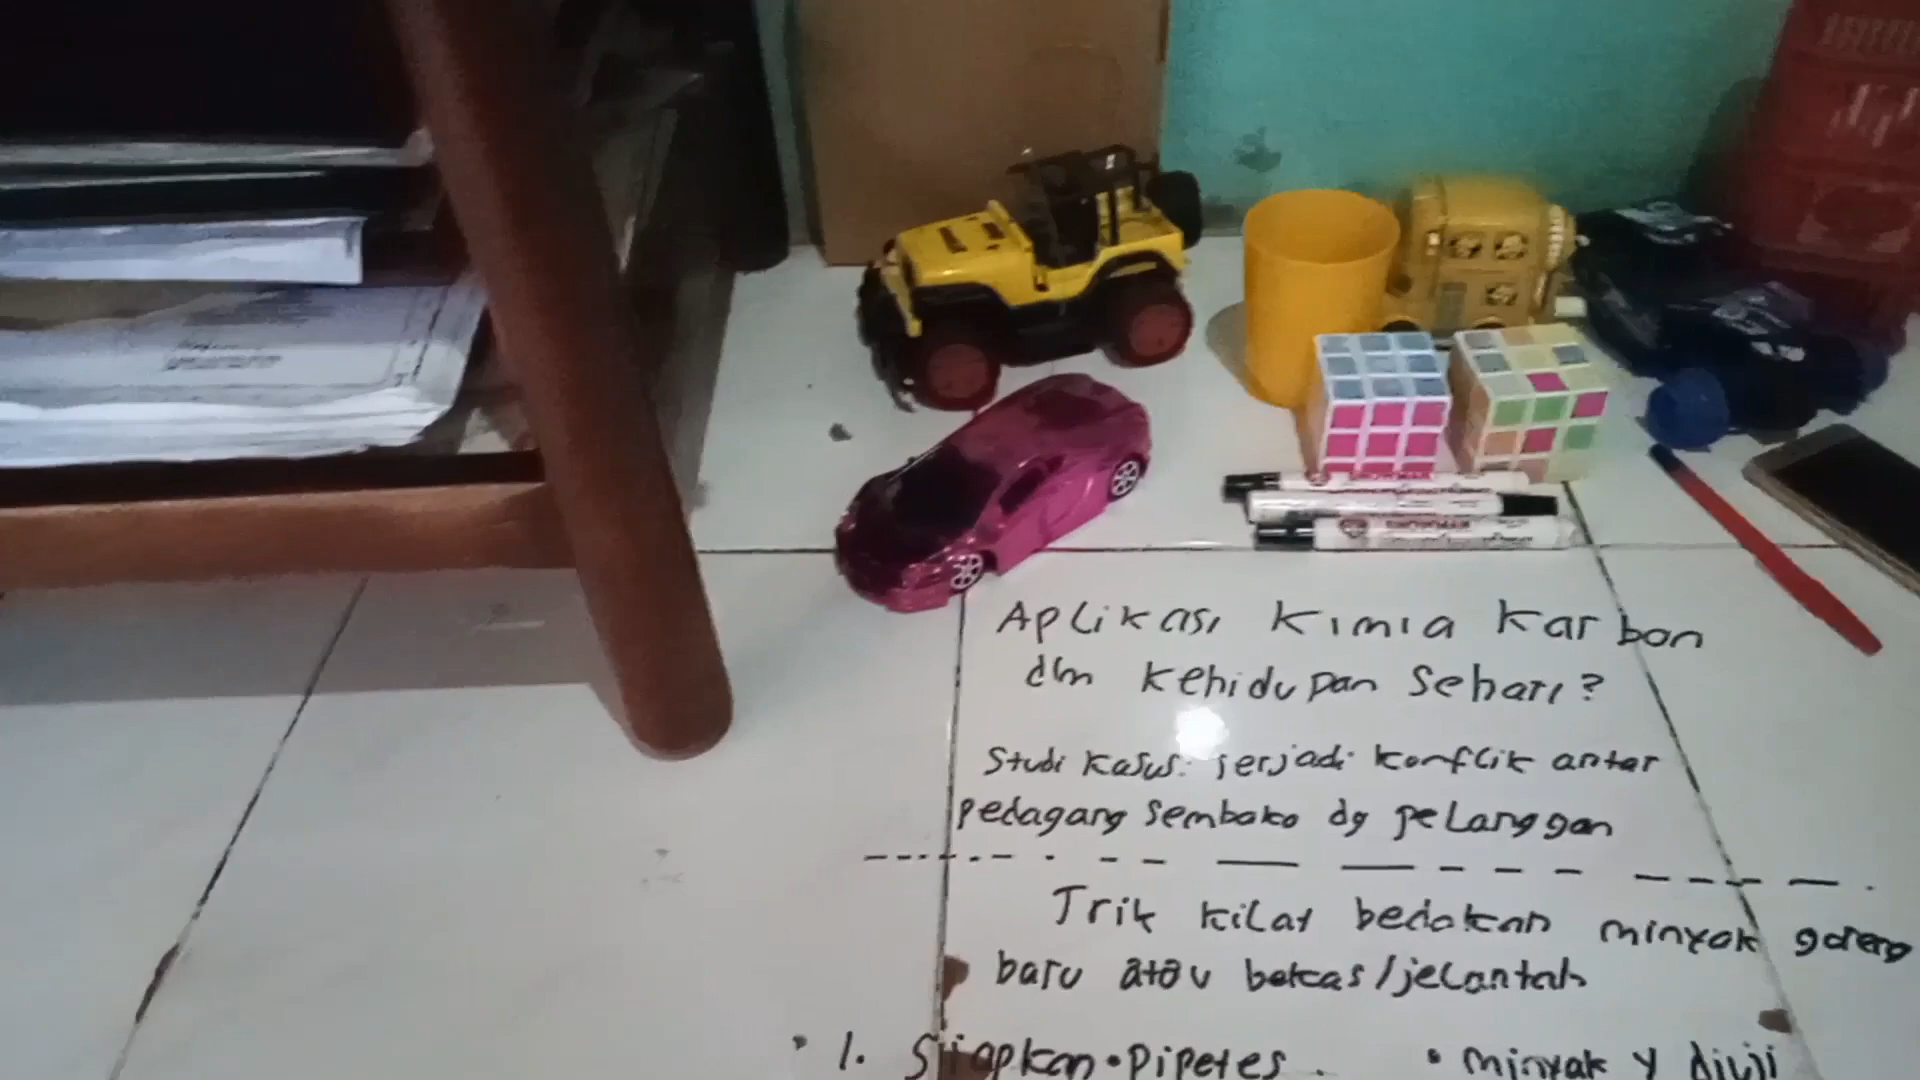 Aplikasi Kimia Karbon
dlm kehidupan sehari?
Studi kasus: Terjadi konflik antar
pedagang sembako dg pelanggan
Trik kilat bedakan minyak goreng
baru atau bekas/jelantah
• 1. Siapkan • Pipetes . • minyak y diuji